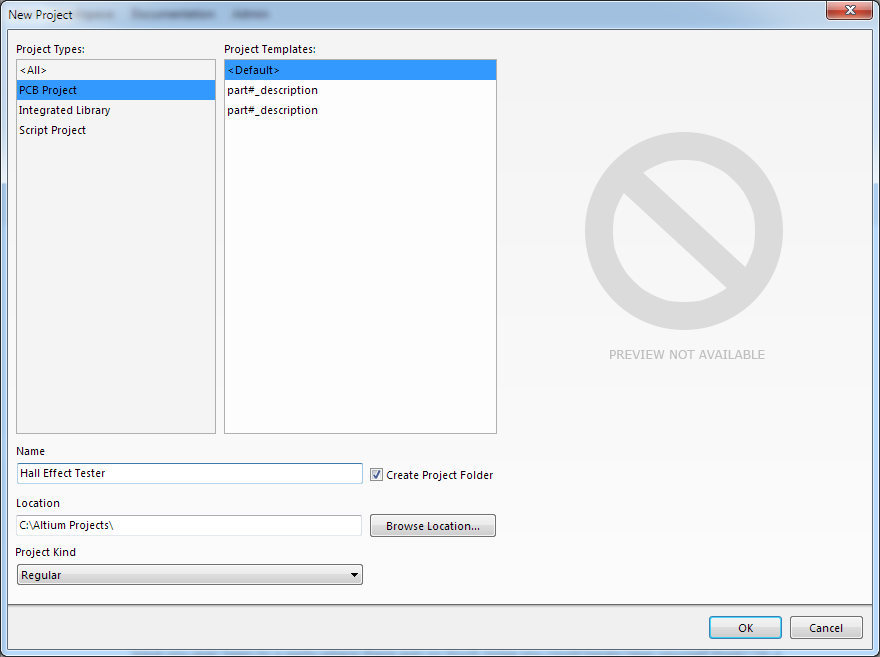 New Project
Documentation Admin
Project Types:
<All>
PCB Project
Integrated Library
Script Project
Project Templates:
<Default>
part#_description
part#_description
PREVIEW NOT AVAILABLE
Name
Hall Effect Tester
Create Project Folder
Location
C:\Altium Projects\
Browse Location...
Project Kind
Regular
OK
Cancel